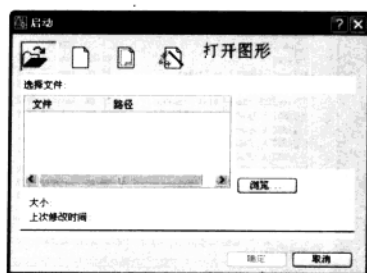 启动
打开图形
选择文件:
文件 路径
浏览...
大小:
上次修改时间:
确定 取消